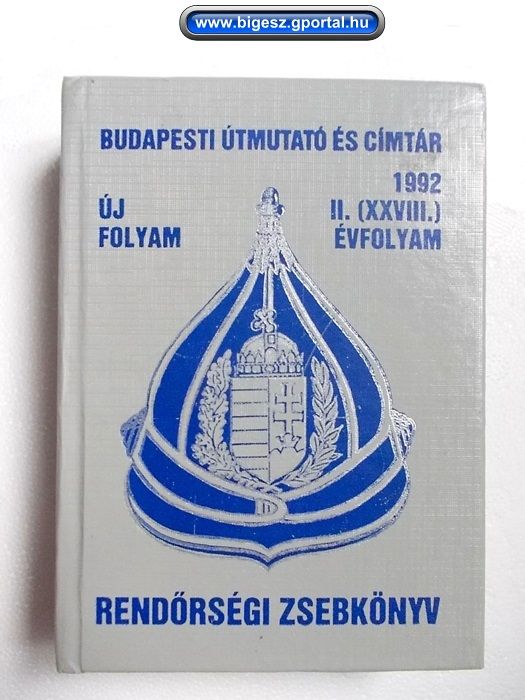 www.bigesz.gportal.hu
BUDAPESTI ÚTMUTATÓ ÉS CÍMTÁR
1992
ÚJ II. (XXVIII.)
FOLYAM ÉVFOLYAM
RENDŐRSÉGI ZSEBKÖNYV